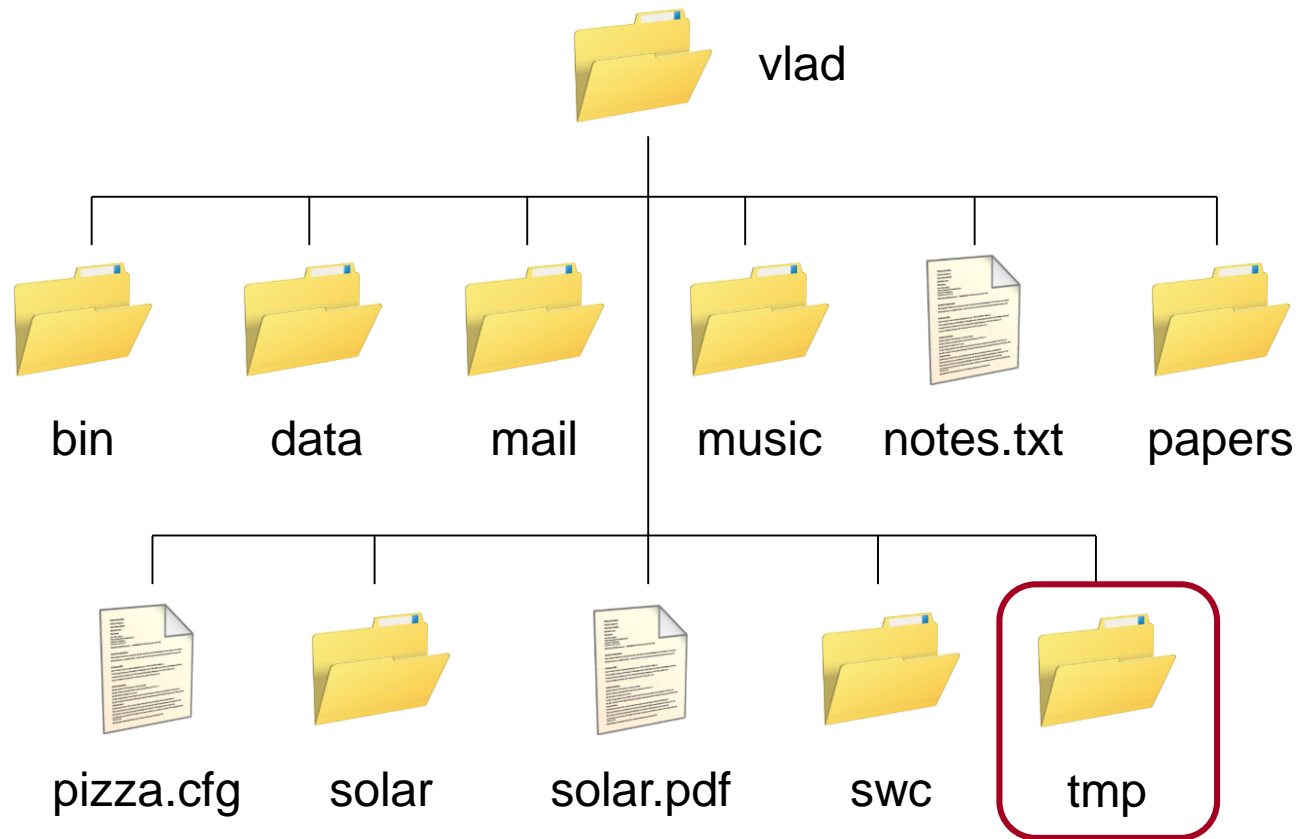 vlad
bin data mail music notes.txt papers
pizza.cfg solar solar.pdf swc tmp